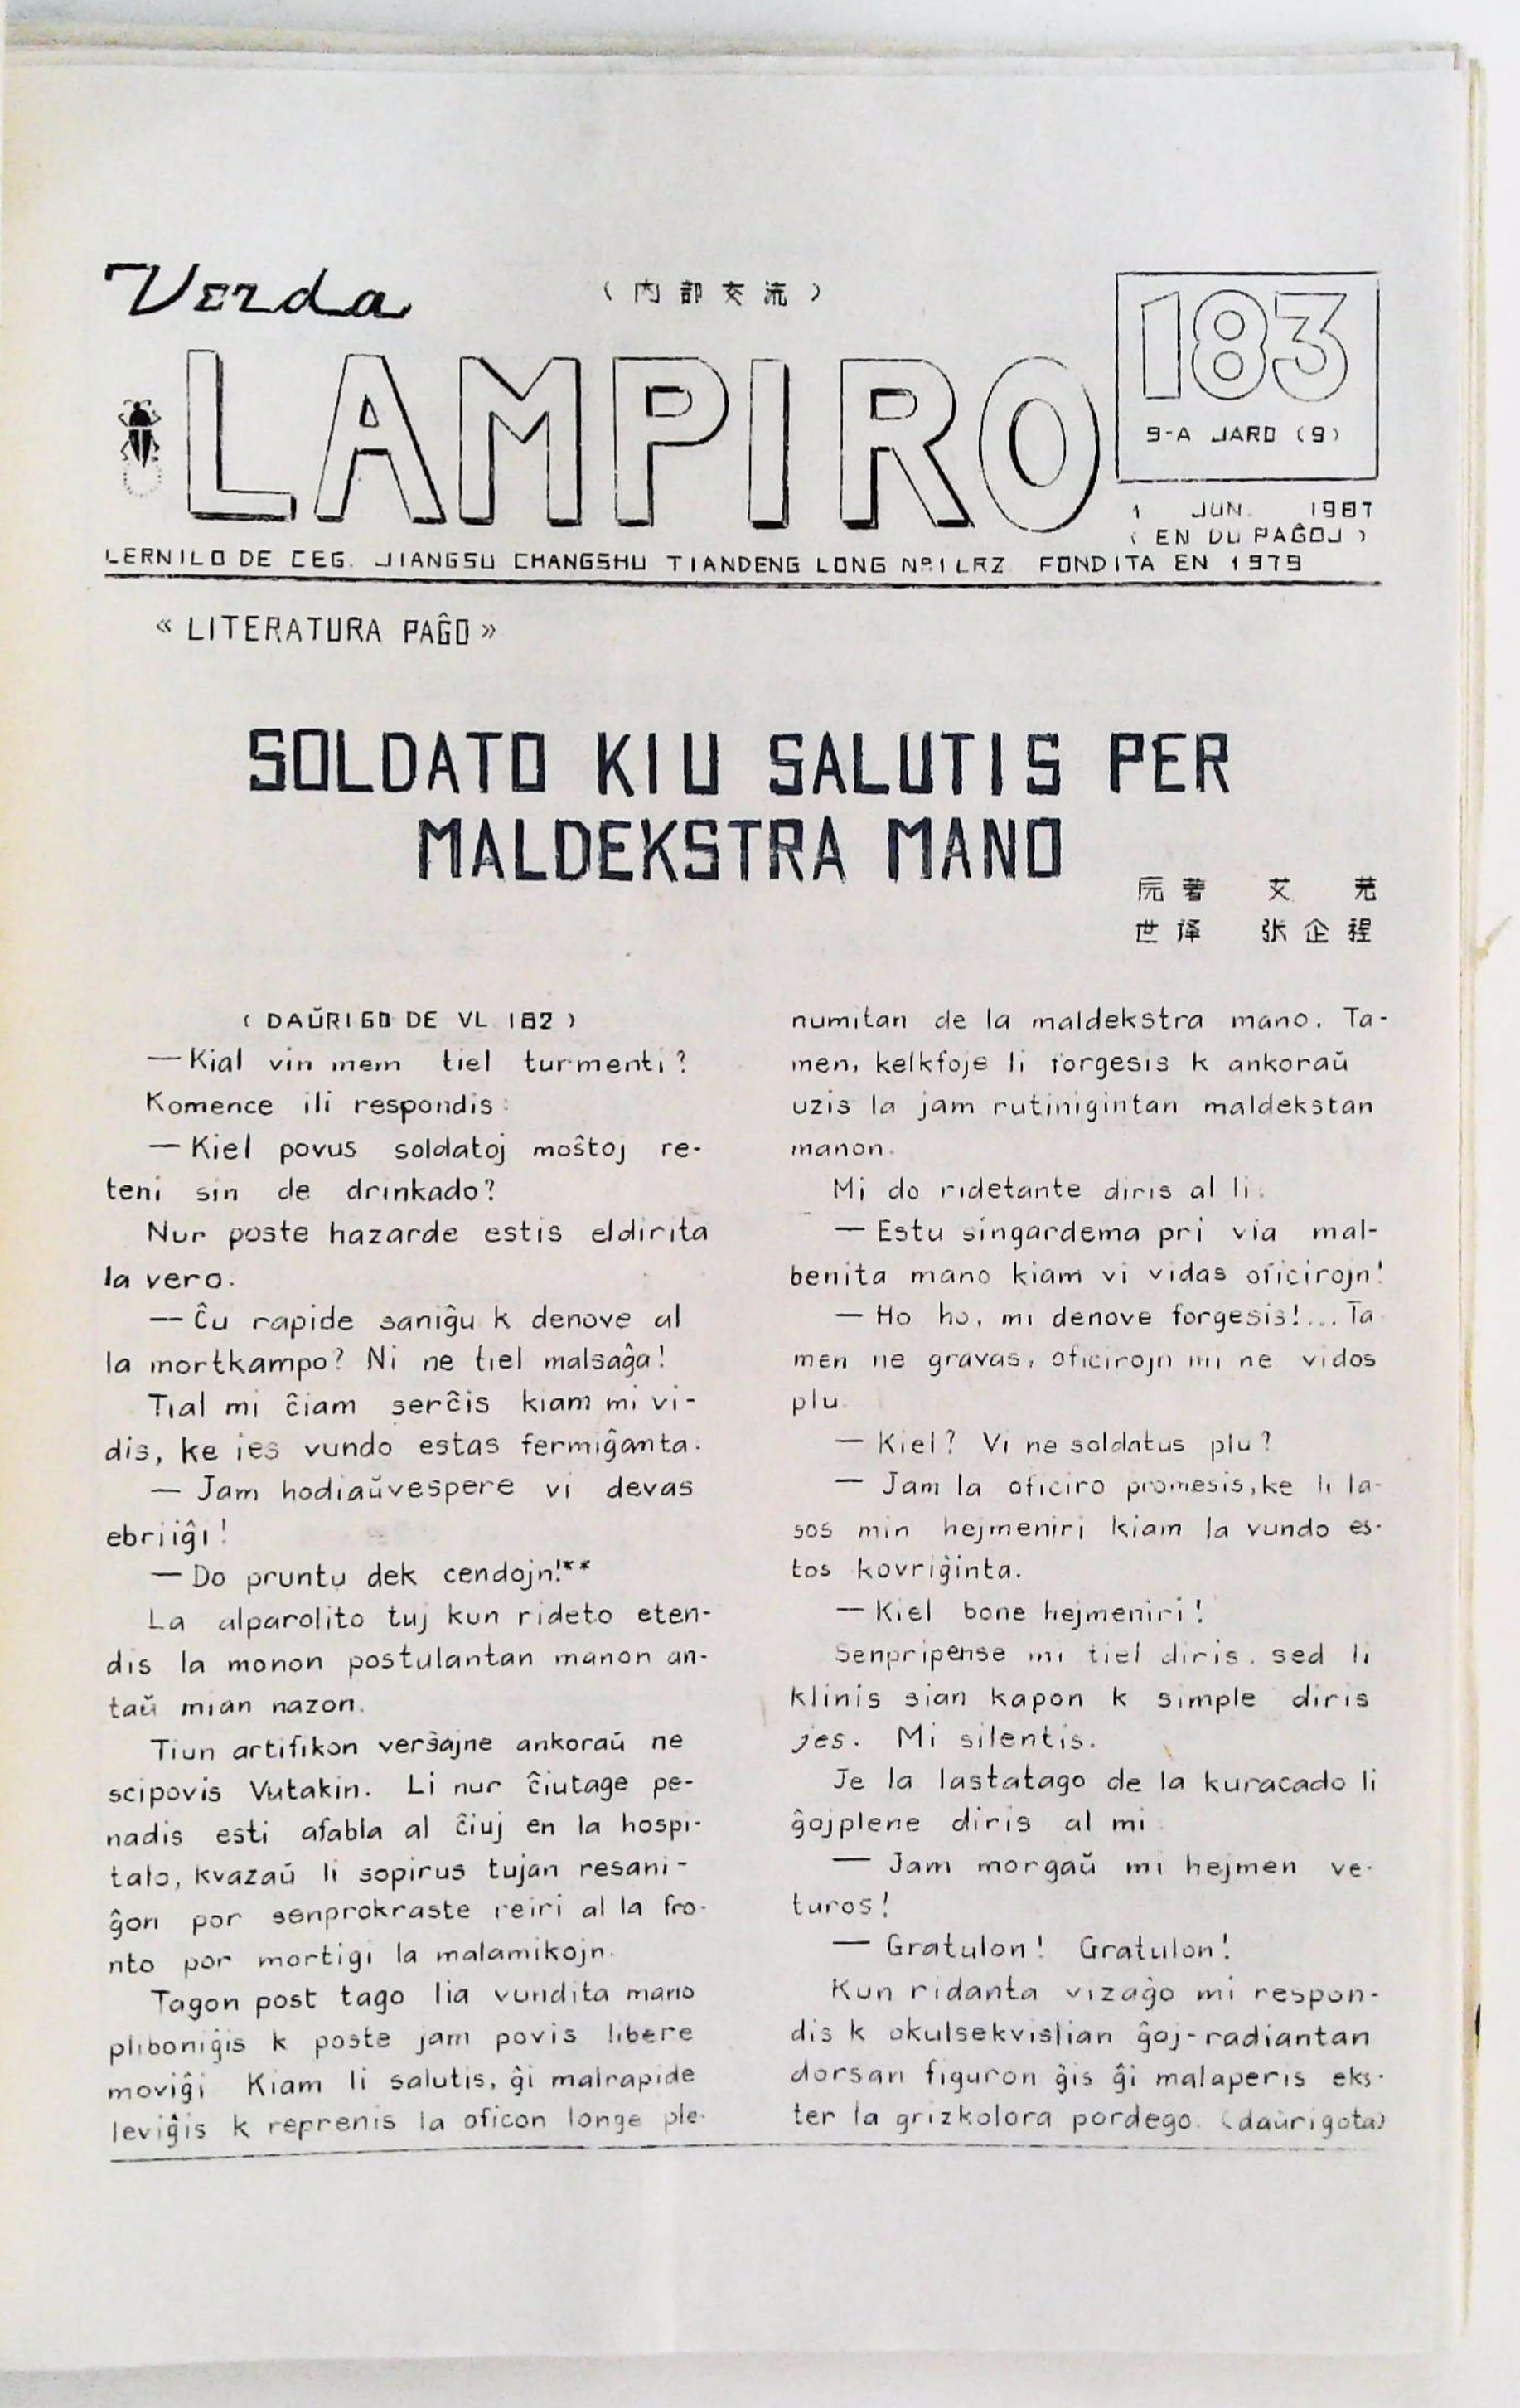 Verda
（内部交流）
LAMPIRO
183
9-A JARO (9)
1 JUN. 1987
(EN DU PAĜOJ)
LERNILO DE CEG. JIANGSU CHANGSHU TIANDENG LONG Nº.1 LRZ. FONDITA EN 1979
« LITERATURA PAĜO »
SOLDATO KIU SALUTIS PER
MALDEKSTRA MANO
原著 艾芜
世译 张企程
( DAŬRIGO DE VL 182 )
— Kial vin mem tiel turmenti?
Komence ili respondis:
— Kiel povus soldatoj moŝtoj re-
teni sin de drinkado?
Nur poste hazarde estis eldirita
la vero.
— Ĉu rapide saniĝu k denove al
la mortkampo? Ni ne tiel malsaĝa!
Tial mi ĉiam serĉis kiam mi vi-
dis, ke ies vundo estas fermiĝanta.
— Jam hodiaŭvespere vi devas
ebriiĝi!
— Do pruntu dek cendojn!**
La alparolito tuj kun rideto eten-
dis la monon postulantan manon an-
taŭ mian nazon.
Tiun artifikon verŝajne ankoraŭ ne
scipovis Vutakin. Li nur ĉiutage pe-
nadis esti afabla al ĉiuj en la hospi-
talo, kvazaŭ li sopirus tujan resani-
ĝon por senprokraste reiri al la fro-
nto por mortigi la malamikojn.
Tagon post tago lia vundita mano
pliboniĝis k poste jam povis libere
moviĝi Kiam li salutis, ĝi malrapide
leviĝis k reprenis la oficon longe ple-
numitan de la maldekstra mano. Ta-
men, kelkfoje li forgesis k ankoraŭ
uzis la jam rutinigintan maldekstan
manon.
Mi do ridetante diris al li:
— Estu singardema pri via mal-
benita mano kiam vi vidas oficirojn!
— Ho ho, mi denove forgesis!... Ta-
men ne gravas, oficirojn mi ne vidos
plu.
— Kiel? Vi ne soldatus plu?
— Jam la oficiro promesis, ke li la-
sos min hejmeniri kiam la vundo es-
tos kovriĝinta.
— Kiel bone hejmeniri!
Senpripense mi tiel diris. sed li
klinis sian kapon k simple diris
jes. Mi silentis.
Je la lastatago de la kuracado li
ĝojplene diris al mi:
— Jam morgaŭ mi hejmen ve-
turos!
— Gratulon! Gratulon!
Kun ridanta vizaĝo mi respon-
dis k okulsekvislian ĝoj-radiantan
dorsan figuron ĝis ĝi malaperis eks-
ter la grizkolora pordego. (daŭrigota)